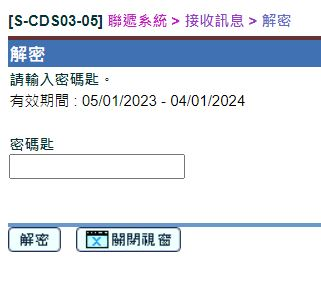 [S-CDS03-05] 聯遞系統 > 接收訊息 > 解密
解密
請輸入密碼匙。
有效期間 : 05/01/2023 - 04/01/2024
密碼匙
解密 關閉視窗